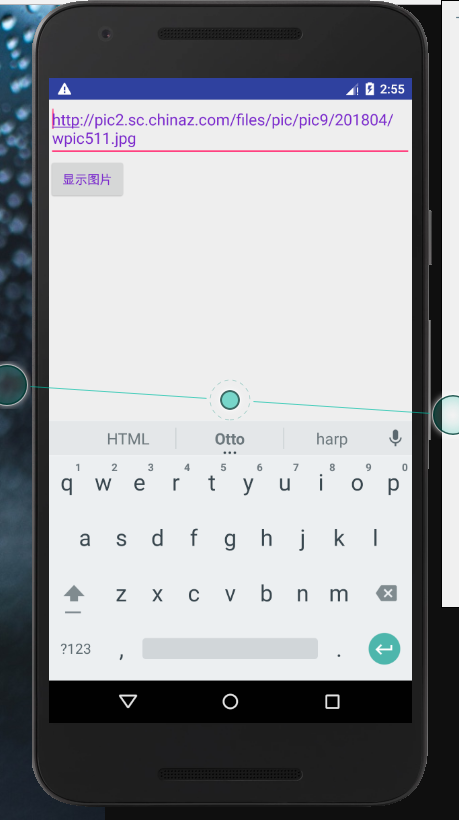 2:55
http://pic2.sc.chinaz.com/files/pic/pic9/201804/
wpic511.jpg
显示图片
HTML Otto harp
1 2 3 4 5 6 7 8 9 0
q w e r t y u i o p
a s d f g h j k l
z x c v b n m
?123 , .